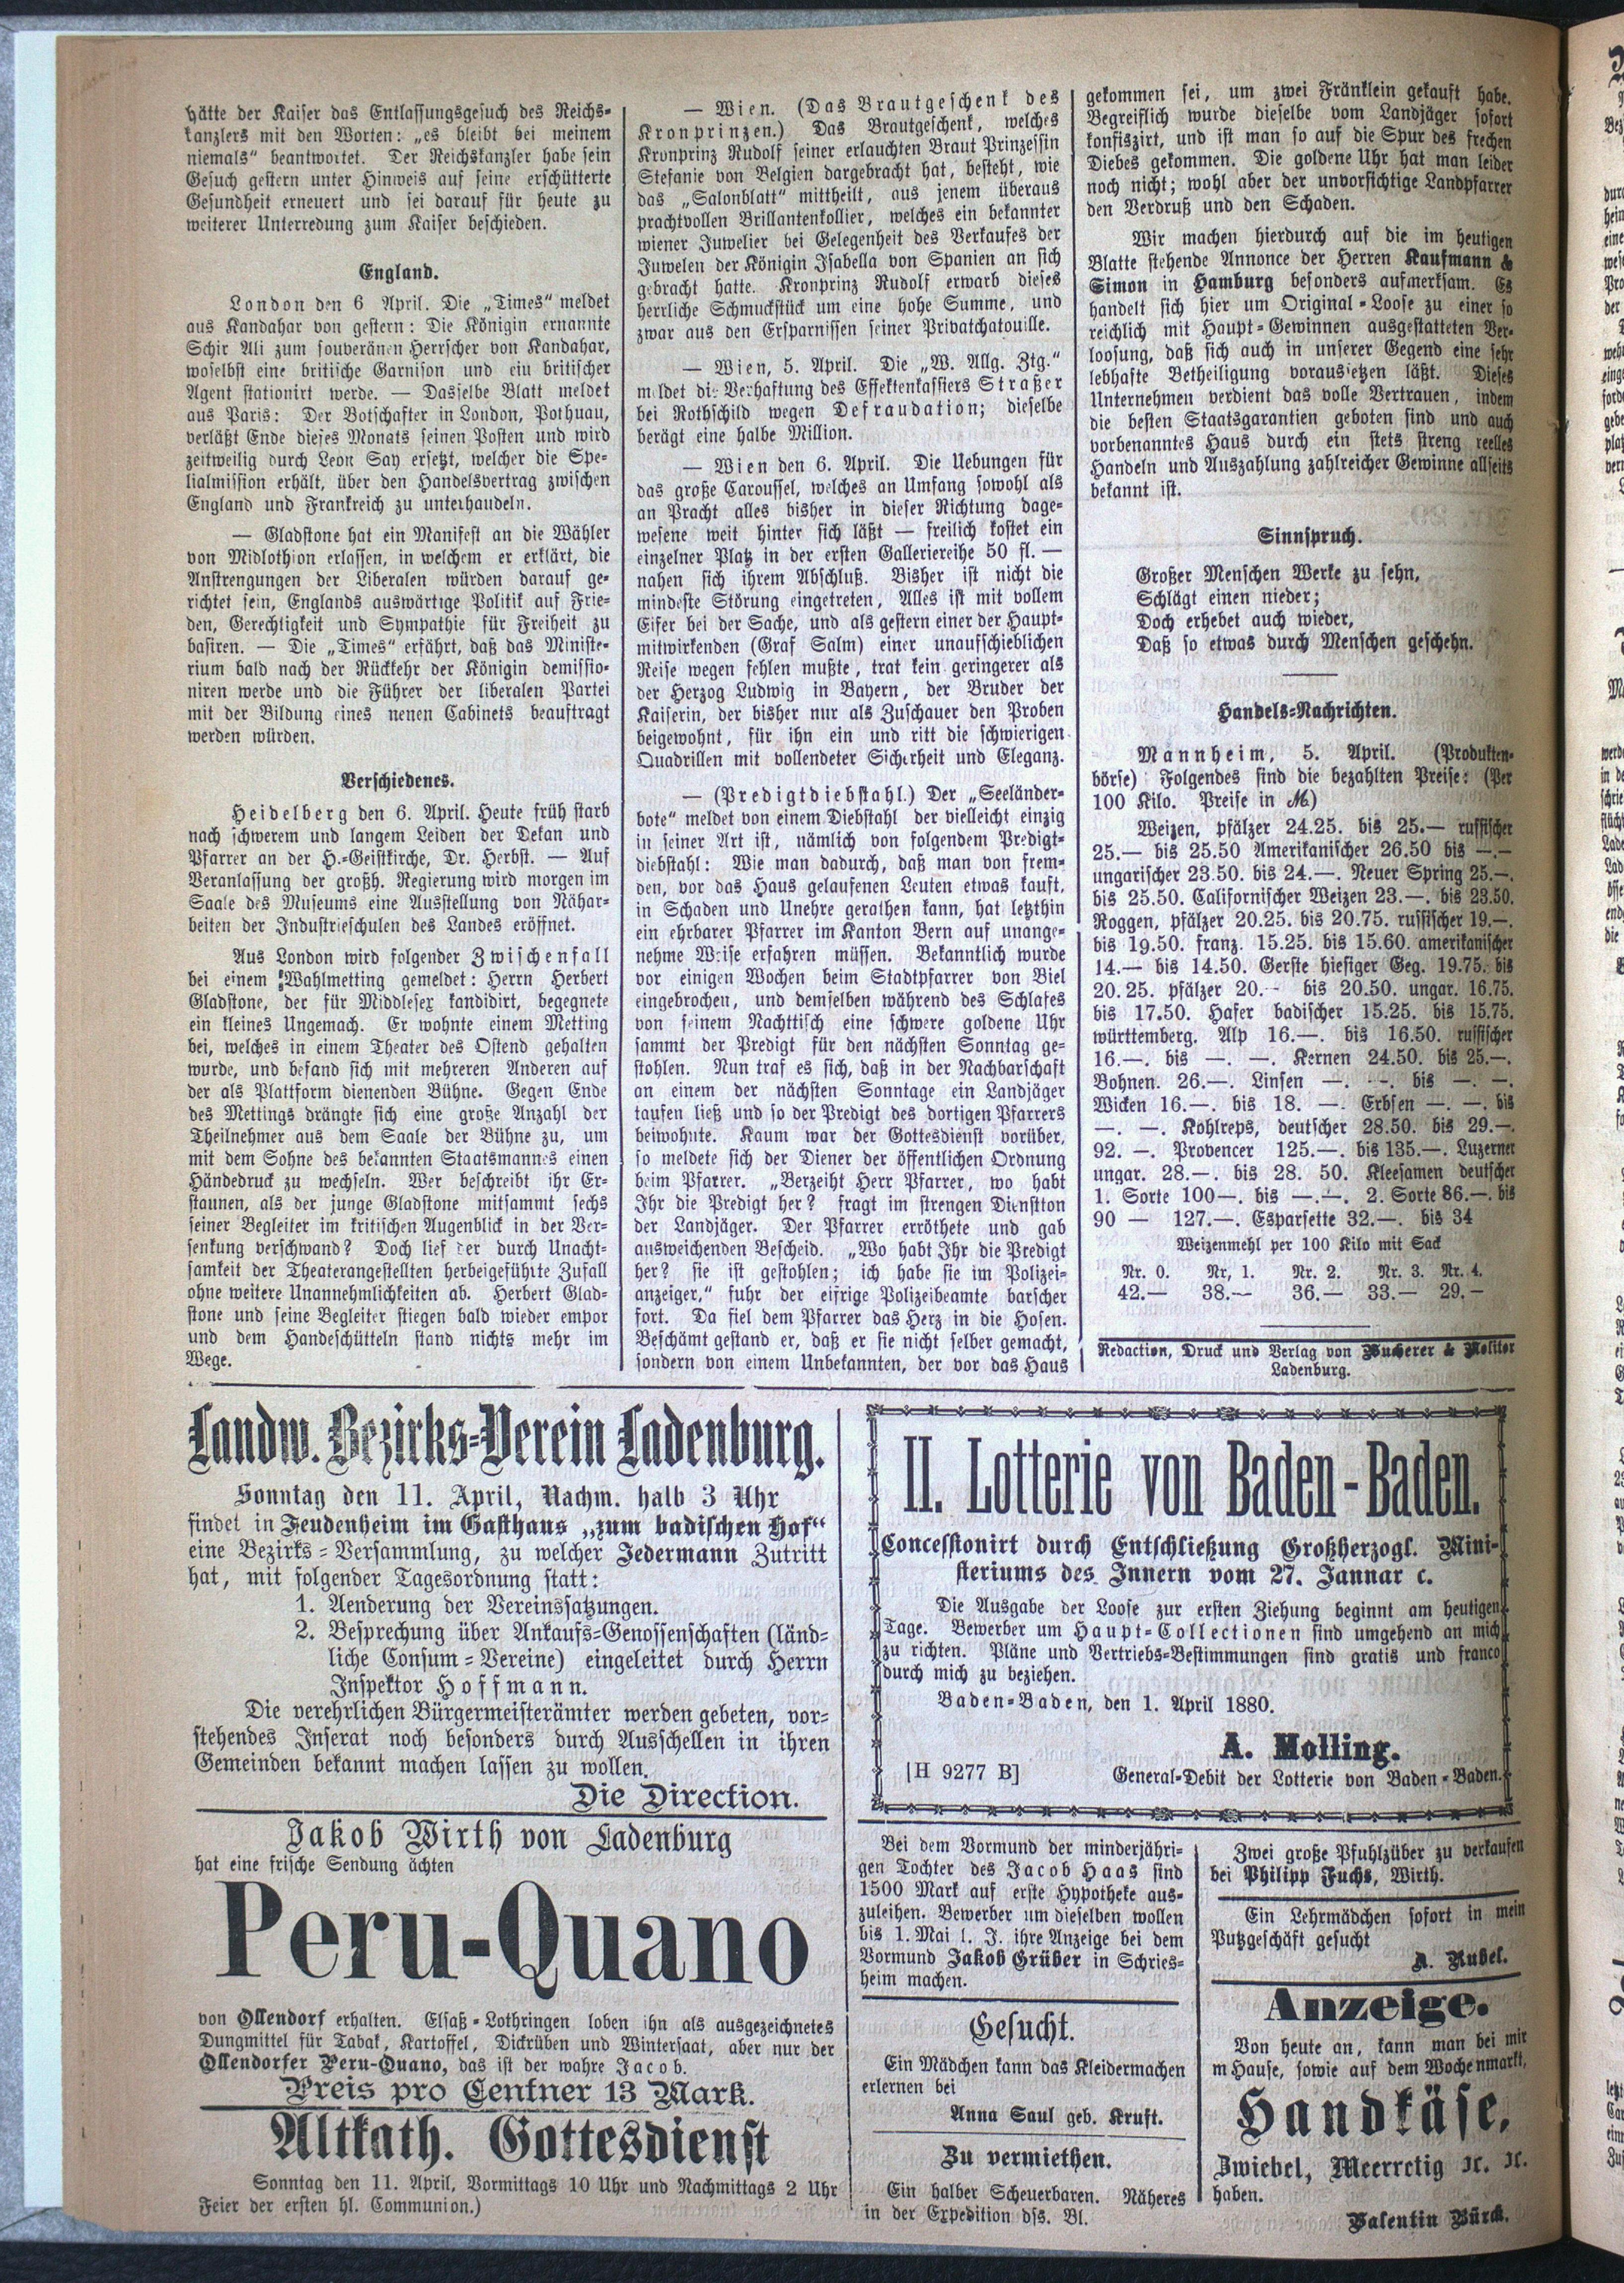 hätte der Kaiser das Entlassungsgesuch des Reichs-
kanzlers mit den Worten: „es bleibt bei meinem
niemals“ beantwortet. Der Reichskanzler habe sein
Gesuch gestern unter Hinweis auf seine erschütterte
Gesundheit erneuert und sei darauf für heute zu
weiterer Unterredung zum Kaiser beschieden.
England.
London den 6 April. Die „Times“ meldet
aus Kandahar von gestern: Die Königin ernannte
Schir Ali zum souveränen Herrscher von Kandahar,
woselbst eine britische Garnison und eiu britischer
Agent stationirt werde. — Dasselbe Blatt meldet
aus Paris: Der Botschafter in London, Pothuau,
verläßt Ende dieses Monats seinen Posten und wird
zeitweilig durch Leon Say ersetzt, welcher die Spe-
lialmission erhält, über den Handelsvertrag zwischen
England und Frankreich zu unterhaudeln.
— Gladstone hat ein Manifest an die Wähler
von Midlothion erlassen, in welchem er erklärt, die
Anstrengungen der Liberalen würden darauf ge-
richtet sein, Englands auswärtige Politik auf Frie-
den, Gerechtigkeit und Sympathie für Freiheit zu
basiren. — Die „Times“ erfährt, daß das Ministe-
rium bald nach der Rückkehr der Königin demissio-
niren werde und die Führer der liberalen Partei
mit der Bildung eines neuen Cabinets beauftragt
werden würden.
Verschiedenes.
Heidelberg den 6. April. Heute früh starb
nach schwerem und langem Leiden der Dekan und
Pfarrer an der H.-Geistkirche, Dr. Herbst. — Auf
Veranlassung der großh. Regierung wird morgen im
Saale des Museums eine Ausstellung von Nähar-
beiten der Industrieschulen des Landes eröffnet.
Aus London wird folgender Zwischenfall
bei einem Wahlmetting gemeldet: Herrn Herbert
Gladstone, der für Middlesex kandidirt, begegnete
ein kleines Ungemach. Er wohnte einem Metting
bei, welches in einem Theater des Ostend gehalten
wurde, und befand sich mit mehreren Anderen auf
der als Plattform dienenden Bühne. Gegen Ende
des Mettings drängte sich eine große Anzahl der
Theilnehmer aus dem Saale der Bühne zu, um
mit dem Sohne des bekannten Staatsmannes einen
Händedruck zu wechseln. Wer beschreibt ihr Er-
staunen, als der junge Gladstone mitsammt sechs
seiner Begleiter im kritischen Augenblick in der Ver-
senkung verschwand? Doch lief der durch Unacht-
samkeit der Theaterangestellten herbeigeführte Zufall
ohne weitere Unannehmlichkeiten ab. Herbert Glad-
stone und seine Begleiter stiegen bald wieder empor
und dem Handeschütteln stand nichts mehr im
Wege.
— Wien. (Das Brautgeschenk des
Kronprinzen.) Das Brautgeschenk, welches
Kronprinz Rudolf seiner erlauchten Braut Prinzessin
Stefanie von Belgien dargebracht hat, besteht, wie
das „Salonblatt“ mittheilt, aus jenem überaus
prachtvollen Brillantenkollier, welches ein bekannter
wiener Juwelier bei Gelegenheit des Verkaufes der
Juwelen der Königin Isabella von Spanien an sich
gebracht hatte. Kronprinz Rudolf erwarb dieses
herrliche Schmuckstück um eine hohe Summe, und
zwar aus den Ersparnissen seiner Privatchatouille.
— Wien, 5. April. Die „W. Allg. Ztg.“
meldet die Verhaftung des Effektenkassiers Straßer
bei Rothschild wegen Defraudation; dieselbe
berägt eine halbe Million.
— Wien den 6. April. Die Uebungen für
das große Caroussel, welches an Umfang sowohl als
an Pracht alles bisher in dieser Richtung dage-
wesene weit hinter sich läßt — freilich kostet ein
einzelner Platz in der ersten Galleriereihe 50 fl. —
nahen sich ihrem Abschluß. Bisher ist nicht die
mindeste Störung eingetreten, Alles ist mit vollem
Eifer bei der Sache, und als gestern einer der Haupt-
mitwirkenden (Graf Salm) einer unaufschieblichen
Reise wegen fehlen mußte, trat kein geringerer als
der Herzog Ludwig in Bayern, der Bruder der
Kaiserin, der bisher nur als Zuschauer den Proben
beigewohnt, für ihn ein und ritt die schwierigen
Quadrillen mit vollendeter Sicherheit und Eleganz.
— (Predigtdiebstahl.) Der „Seeländer-
bote“ meldet von einem Diebstahl der vielleicht einzig
in seiner Art ist, nämlich von folgendem Predigt-
diebstahl: Wie man dadurch, daß man von frem-
den, vor das Haus gelaufenen Leuten etwas kauft,
in Schaden und Unehre gerathen kann, hat letzthin
ein ehrbarer Pfarrer im Kanton Bern auf unange-
nehme Weise erfahren müssen. Bekanntlich wurde
vor einigen Wochen beim Stadtpfarrer von Biel
eingebrochen, und demselben während des Schlafes
von seinem Nachttisch eine schwere goldene Uhr
sammt der Predigt für den nächsten Sonntag ge-
stohlen. Nun traf es sich, daß in der Nachbarschaft
an einem der nächsten Sonntage ein Landjäger
taufen ließ und so der Predigt des dortigen Pfarrers
beiwohnte. Kaum war der Gottesdienst vorüber,
so meldete sich der Diener der öffentlichen Ordnung
beim Pfarrer. „Verzeiht Herr Pfarrer, wo habt
Ihr die Predigt her? fragt im strengen Dienstton
der Landjäger. Der Pfarrer erröthete und gab
ausweichenden Bescheid. „Wo habt Ihr die Predigt
her? sie ist gestohlen; ich habe sie im Polizei-
anzeiger,“ fuhr der eifrige Polizeibeamte barscher
fort. Da fiel dem Pfarrer das Herz in die Hosen.
Beschämt gestand er, daß er sie nicht selber gemacht,
sondern von einem Unbekannten, der vor das Haus
gekommen sei, um zwei Fränklein gekauft habe.
Begreiflich wurde dieselbe vom Landjäger sofort
konfiszirt, und ist man so auf die Spur des frechen
Diebes gekommen. Die goldene Uhr hat man leider
noch nicht; wohl aber der unvorsichtige Landpfarrer
den Verdruß und den Schaden.
Wir machen hierdurch auf die im heutigen
Blatte stehende Annonce der Herren Kaufmann &
Simon in Hamburg besonders aufmerksam. Es
handelt sich hier um Original-Loose zu einer so
reichlich mit Haupt-Gewinnen ausgestatteten Ver-
loosung, daß sich auch in unserer Gegend eine sehr
lebhafte Betheiligung voraussetzen läßt. Dieses
Unternehmen verdient das volle Vertrauen, indem
die besten Staatsgarantien geboten sind und auch
vorbenanntes Haus durch ein stets streng reelles
Handeln und Auszahlung zahlreicher Gewinne allseits
bekannt ist.
Sinnspruch.
Großer Menschen Werke zu sehn,
Schlägt einen nieder;
Doch erhebet auch wieder,
Daß so etwas durch Menschen geschehn.
Handels-Nachrichten.
Mannheim, 5. April. (Produkten-
börse) Folgendes sind die bezahlten Preise: (Per
100 Kilo. Preise in M.)
Weizen, pfälzer 24.25. bis 25.— russischer
25.— bis 25.50 Amerikanischer 26.50 bis —.—
ungarischer 23.50. bis 24.—. Neuer Spring 25.—.
bis 25.50. Californischer Weizen 23.—. bis 23.50.
Roggen, pfälzer 20.25. bis 20.75. russischer 19.—.
bis 19.50. franz. 15.25. bis 15.60. amerikanischer
14.— bis 14.50. Gerste hiesiger Geg. 19.75. bis
20.25. pfälzer 20.— bis 20.50. ungar. 16.75.
bis 17.50. Hafer badischer 15.25. bis 15.75.
württemberg. Alp 16.—. bis 16.50. russischer
16.—. bis —. —. Kernen 24.50. bis 25.—.
Bohnen. 26.—. Linsen —. —. bis —. —.
Wicken 16.—. bis 18. —. Erbsen —. —. bis
—. —. Kohlreps, deutscher 28.50. bis 29.—.
92. —. Provencer 125.—. bis 135.—. Luzerner
ungar. 28.—. bis 28. 50. Kleesamen deutscher
1. Sorte 100—. bis —.—. 2. Sorte 86.—. bis
90 — 127.—. Esparsette 32.—. bis 34
Weizenmehl per 100 Kilo mit Sack
Nr. 0. Nr, 1. Nr. 2. Nr. 3. Nr. 4.
42.— 38.— 36.— 33.— 29.—
Redaction, Druck und Verlag von Bucherer & Molitor
Ladenburg.
Landw. Bezirks-Verein Ladenburg.
Sonntag den 11. April, Nachm. halb 3 Uhr
findet in Feudenheim im Gasthaus „zum badischen Hof“
eine Bezirks-Versammlung, zu welcher Jedermann Zutritt
hat, mit folgender Tagesordnung statt:
1. Aenderung der Vereinssatzungen.
2. Besprechung über Ankaufs-Genossenschaften (länd-
liche Consum-Vereine) eingeleitet durch Herrn
Inspektor Hoffmann.
Die verehrlichen Bürgermeisterämter werden gebeten, vor-
stehendes Inserat noch besonders durch Ausschellen in ihren
Gemeinden bekannt machen lassen zu wollen.
Die Direction.
Jakob Wirth von Ladenburg
hat eine frische Sendung ächten
Peru-Quano
von Ollendorf erhalten. Elsaß-Lothringen loben ihn als ausgezeichnetes
Dungmittel für Tabak, Kartoffel, Dickrüben und Wintersaat, aber nur der
Ollendorfer Peru-Quano, das ist der wahre Jacob.
Preis pro Centner 13 Mark.
Altkath. Gottesdienst
Sonntag den 11. April, Vormittags 10 Uhr und Nachmittags 2 Uhr
Feier der ersten hl. Communion.)
II. Lotterie von Baden-Baden.
Concessionirt durch Entschließung Großherzogl. Mini-
steriums des Innern vom 27. Januar c.
Die Ausgabe der Loose zur ersten Ziehung beginnt am heutigen
Tage. Bewerber um Haupt-Collectionen sind umgehend an mich
zu richten. Pläne und Vertriebs-Bestimmungen sind gratis und franco
durch mich zu beziehen.
Baden-Baden, den 1. April 1880.
A. Molling.
[H 9277 B] General-Debit der Lotterie von Baden-Baden.
Bei dem Vormund der minderjähri-
gen Tochter des Jacob Haas sind
1500 Mark auf erste Hypotheke aus-
zuleihen. Bewerber um dieselben wollen
bis 1. Mai l. J. ihre Anzeige bei dem
Vormund Jakob Grüber in Schries-
heim machen.
Gesucht.
Ein Mädchen kann das Kleidermachen
erlernen bei
Anna Saul geb. Kruft.
Zu vermiethen.
Ein halber Scheuerbaren. Näheres
in der Expedition dss. Bl.
Zwei große Pfuhlzüber zu verkaufen
bei Philipp Fuchs, Wirth.
Ein Lehrmädchen sofort in mein
Putzgeschäft gesucht
A. Rubel.
Anzeige.
Von heute an, kann man bei mir
m Hause, sowie auf dem Wochenmarkt,
Handkäse,
Zwiebel, Meerrettig ꝛc. ꝛc.
haben.
Valentin Bürck.